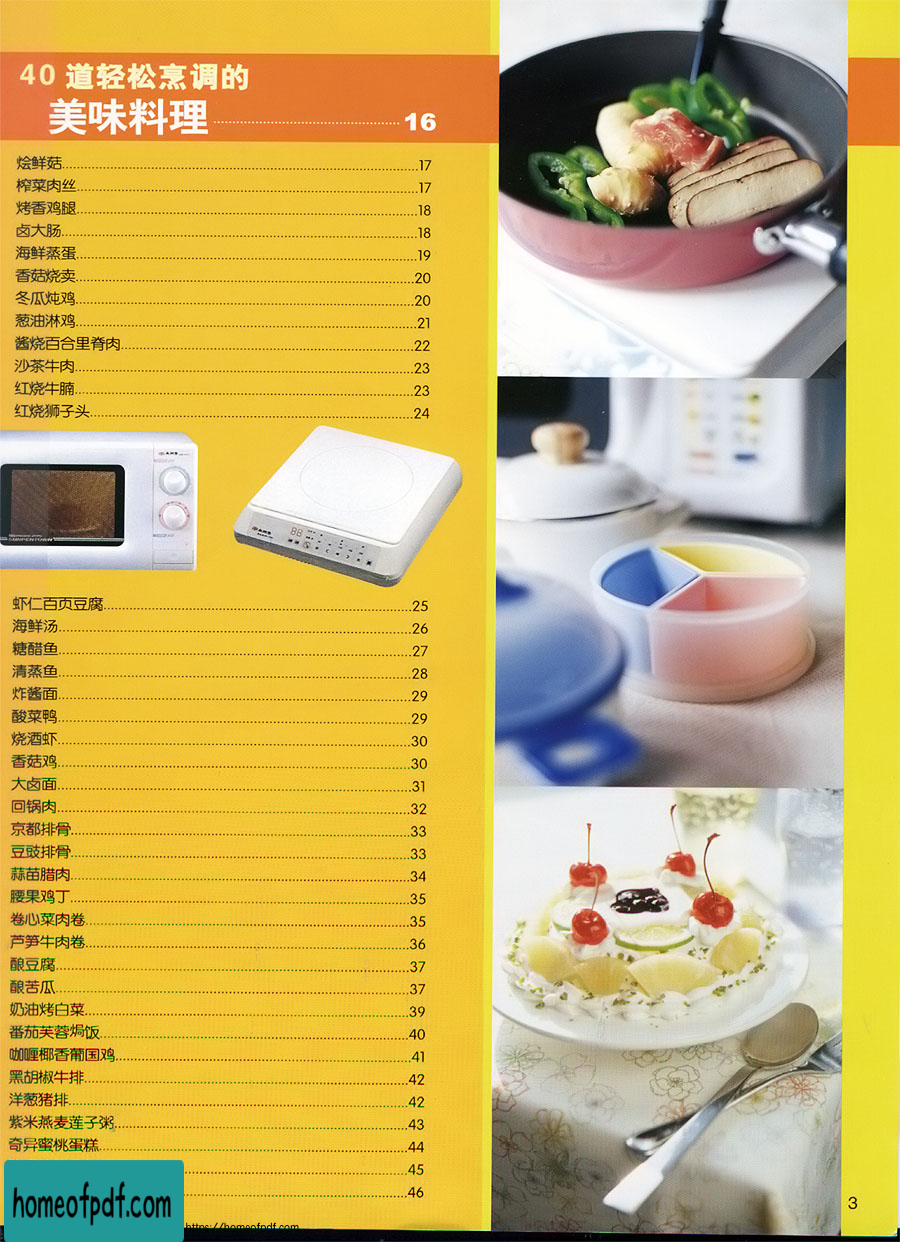 40 道轻松烹调的
美味料理……16
烩鲜菇……17
榨菜肉丝……17
烤香鸡腿……18
卤大肠……18
海鲜蒸蛋……19
香菇烧卖……20
冬瓜炖鸡……20
葱油淋鸡……21
酱烧百合里脊肉……22
沙茶牛肉……23
红烧牛腩……23
红烧狮子头……24
88
虾仁百页豆腐……25
海鲜汤……26
糖醋鱼……27
清蒸鱼……28
炸酱面……29
酸菜鸭……29
烧酒虾……30
香菇鸡……30
大卤面……31
回锅肉……32
京都排骨……33
豆豉排骨……33
蒜苗腊肉……34
腰果鸡丁……35
卷心菜肉卷……35
芦笋牛肉卷……36
酿豆腐……37
酿苦瓜……37
奶油烤白菜……39
番茄芙蓉焗饭……40
咖喱椰香葡国鸡……41
黑胡椒牛排……42
洋葱猪排……42
紫米燕麦莲子粥……43
奇异蜜桃蛋糕……44
……45
……46
homeofpdf.com
https://homeofpdf.com
3